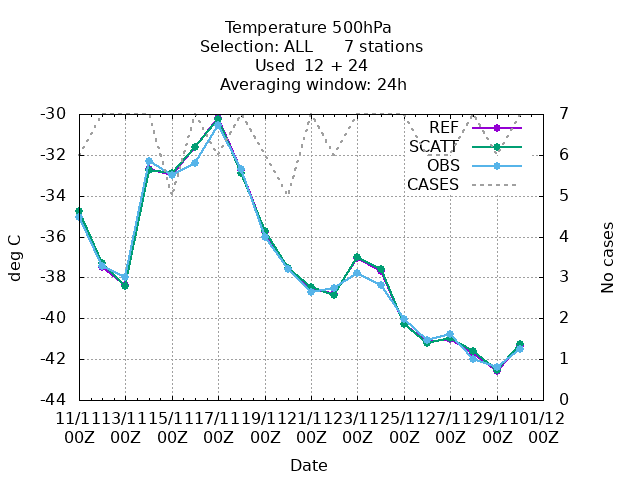 Temperature 500hPa
Selection: ALL 7 stations
Used 12 + 24
Averaging window: 24h
-30
-32
-34
-36
-38
-40
-42
-44
deg C
7
6
5
4
3
2
1
0
No cases
REF
SCATT
OBS
CASES
11/11 13/11 15/11 17/11 19/11 21/11 23/11 25/11 27/11 29/11 01/12
00Z 00Z 00Z 00Z 00Z 00Z 00Z 00Z 00Z 00Z 00Z
Date